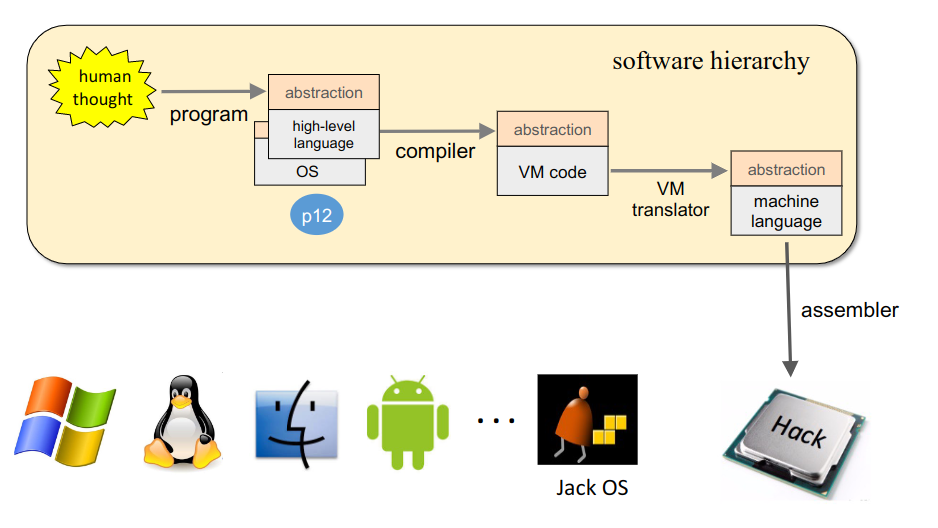 software hierarchy
human
thought
program
abstraction
high-level
language
OS
p12
compiler
abstraction
VM code
VM
translator
abstraction
machine
language
assembler
...
Jack OS
Hack